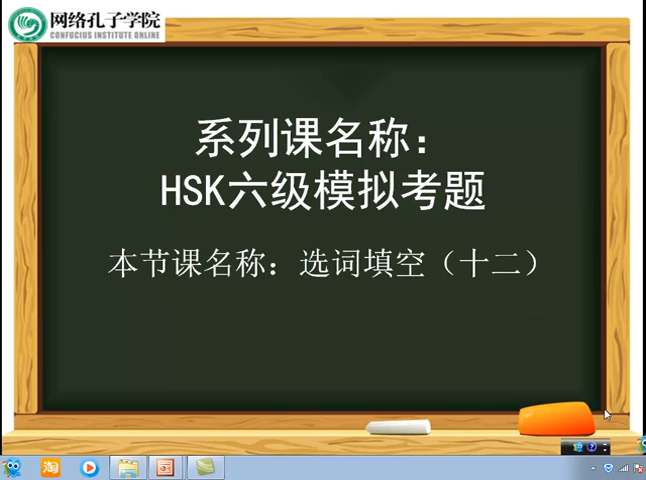 网络孔子学院
CONFUCIUS INSTITUTE ONLINE
系列课名称：
HSK六级模拟考题
本节课名称：选词填空（十二）
淘